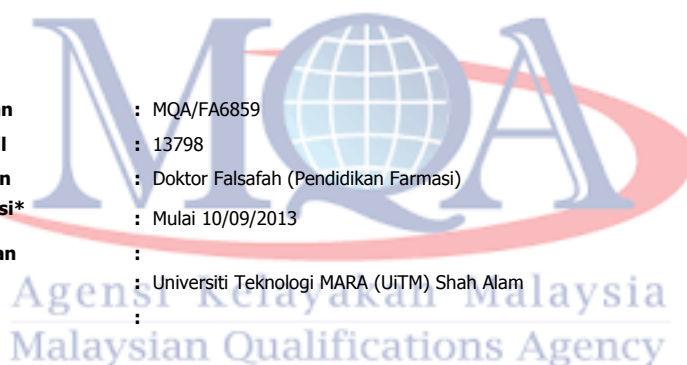 MQA
an : MQA/FA6859
l : 13798
n : Doktor Falsafah (Pendidikan Farmasi)
si* : Mulai 10/09/2013
an :
: Universiti Teknologi MARA (UiTM) Shah Alam
:
Agensi Kelayakan Malaysia
Malaysian Qualifications Agency